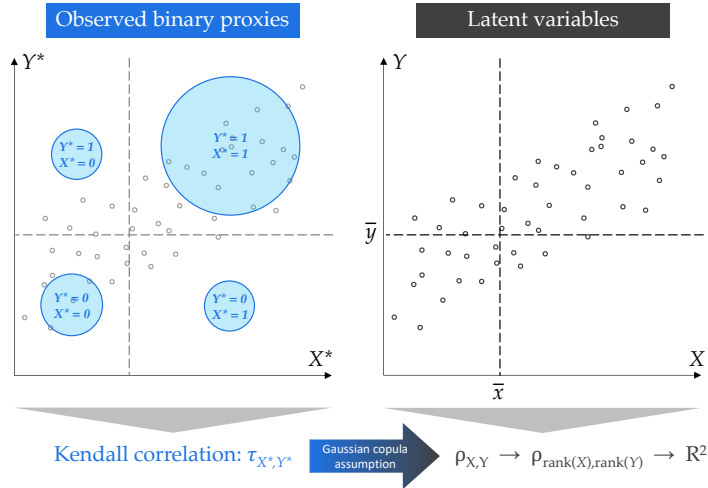 Observed binary proxies
Latent variables
Y*
Y* = 1
X* = 0
Y* = 1
X* = 1
Y* = 0
X* = 0
Y* = 0
X* = 1
X*
Y
y̅
x̅
X
Kendall correlation: τX*,Y*
Gaussian copula
assumption
ρX,Y → ρrank(X),rank(Y) → R²